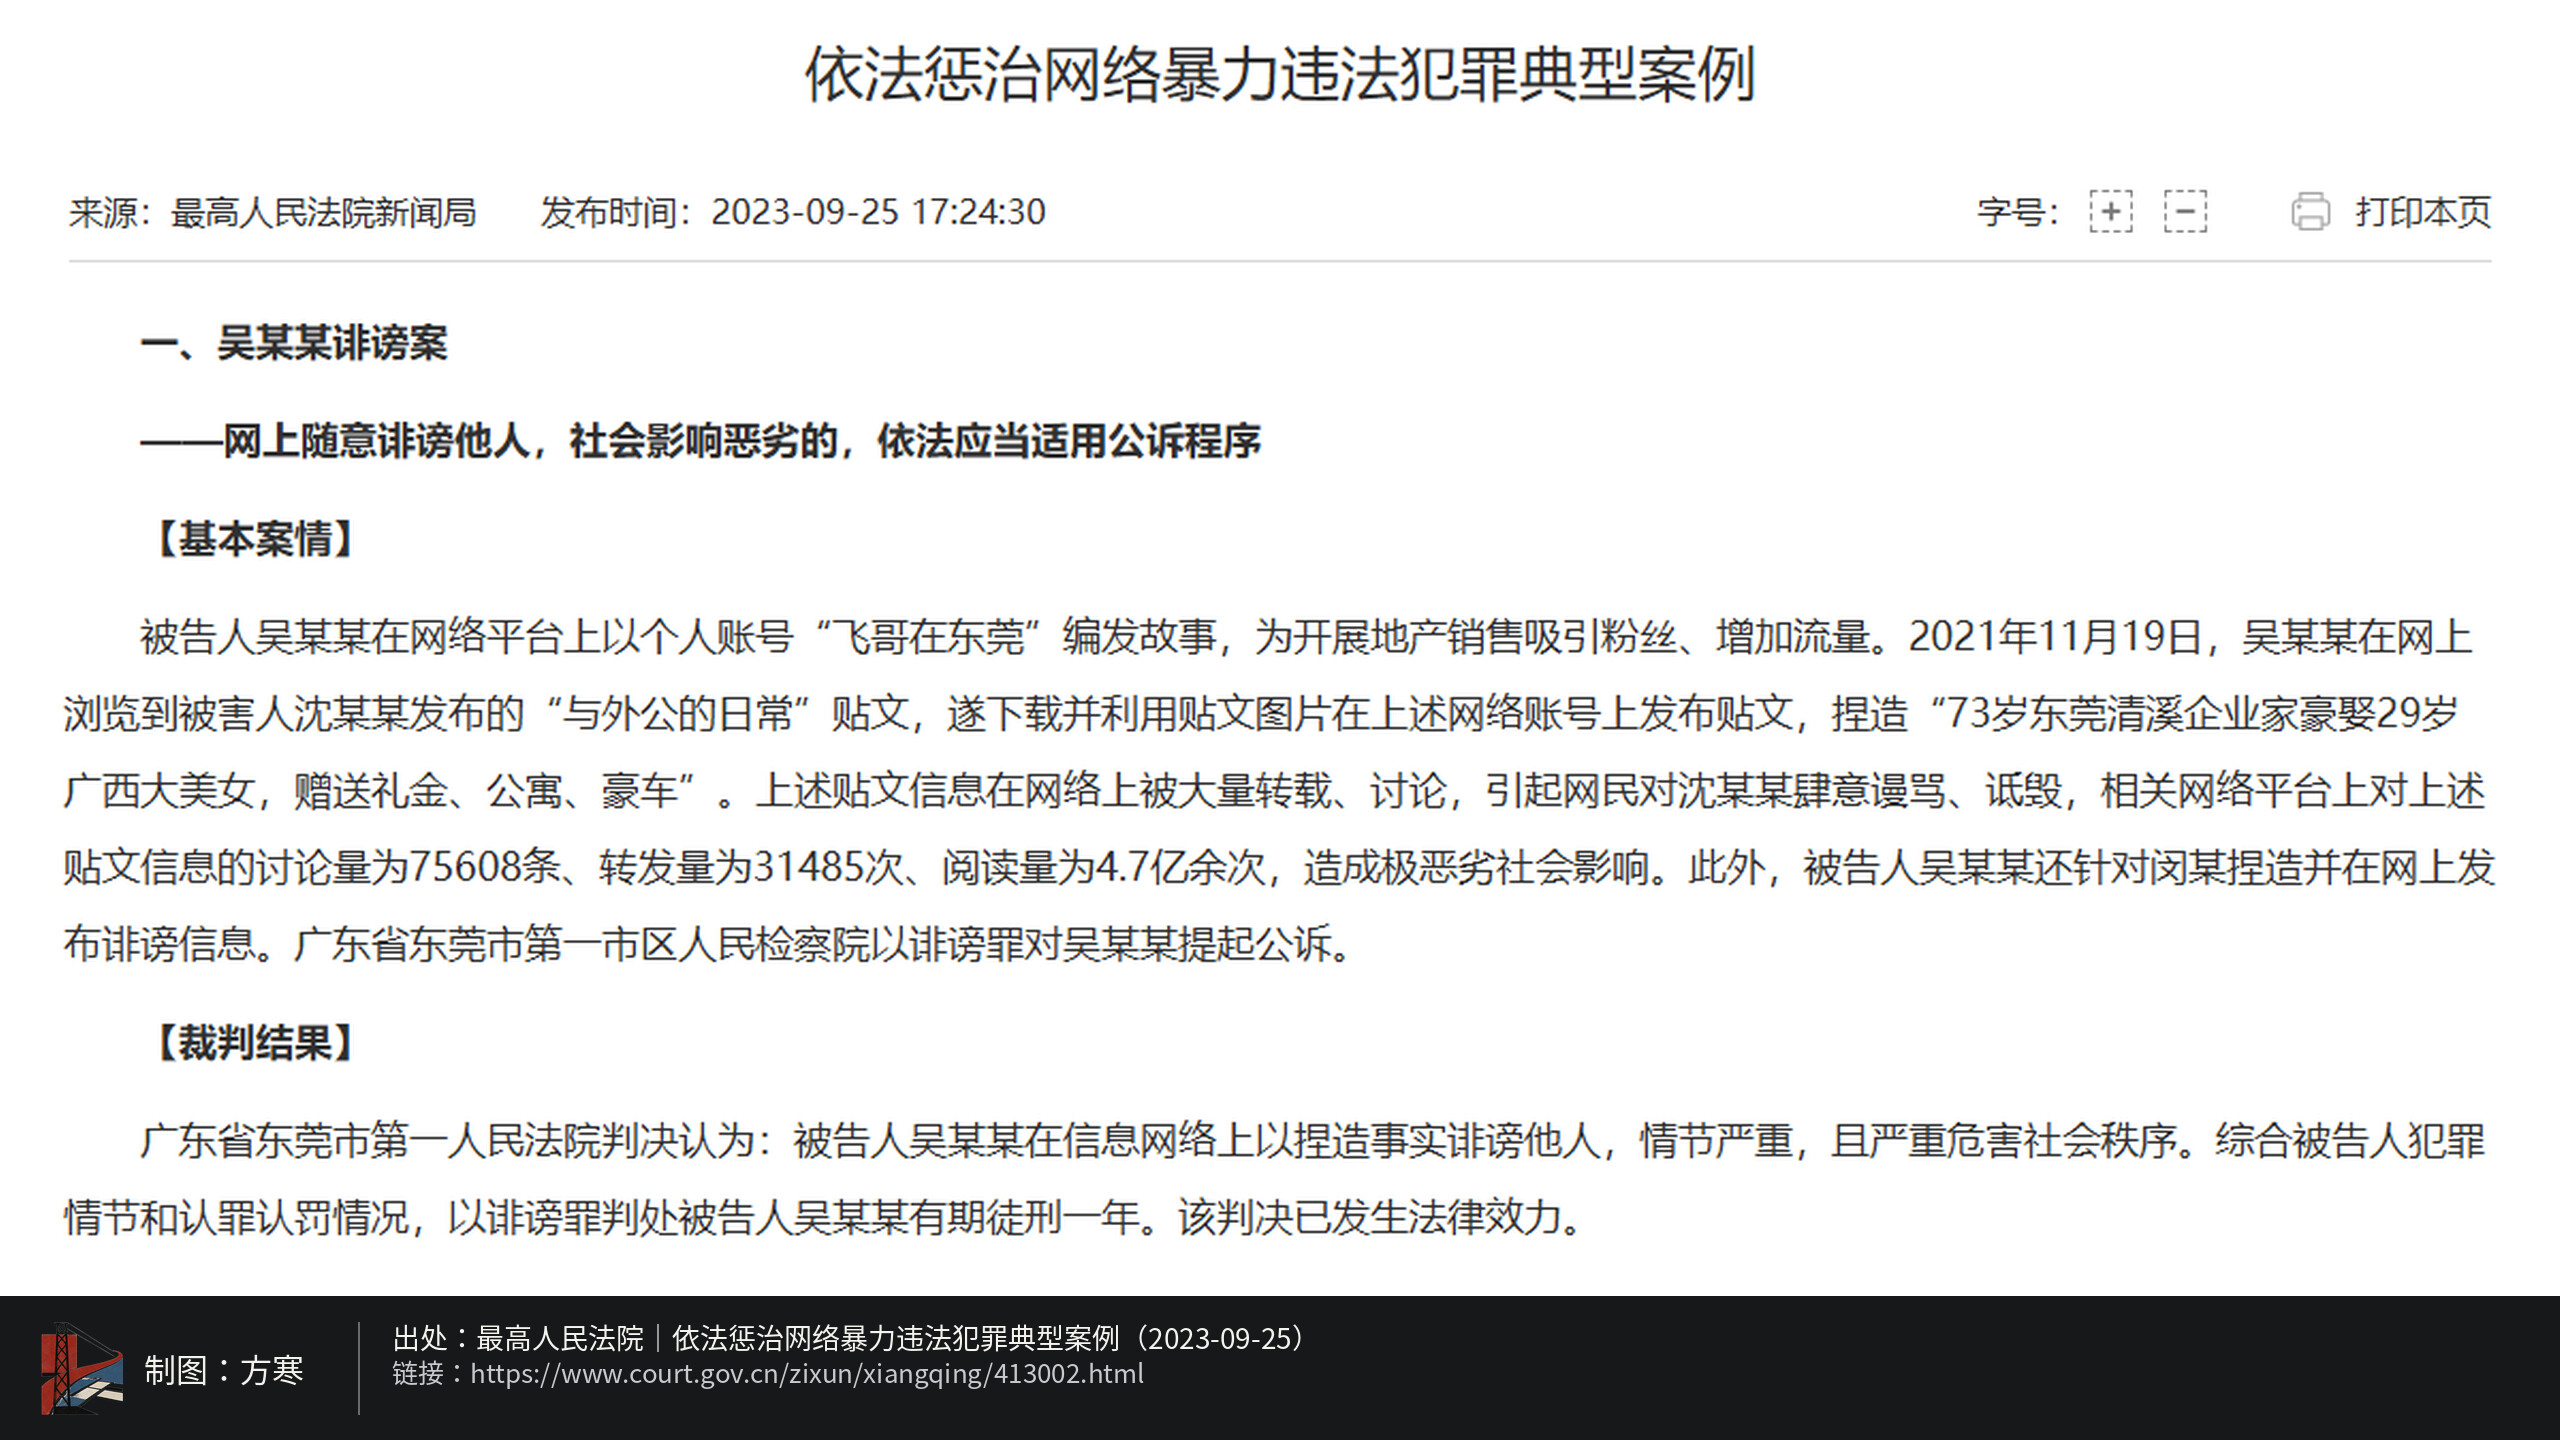 依法惩治网络暴力违法犯罪典型案例
来源：最高人民法院新闻局 发布时间：2023-09-25 17:24:30 字号： + − 打印本页
一、吴某某诽谤案
——网上随意诽谤他人，社会影响恶劣的，依法应当适用公诉程序
【基本案情】
被告人吴某某在网络平台上以个人账号“飞哥在东莞”编发故事，为开展地产销售吸引粉丝、增加流量。2021年11月19日，吴某某在网上
浏览到被害人沈某某发布的“与外公的日常”贴文，遂下载并利用贴文图片在上述网络账号上发布贴文，捏造“73岁东莞清溪企业家豪娶29岁
广西大美女，赠送礼金、公寓、豪车”。上述贴文信息在网络上被大量转载、讨论，引起网民对沈某某肆意谩骂、诋毁，相关网络平台上对上述
贴文信息的讨论量为75608条、转发量为31485次、阅读量为4.7亿余次，造成极恶劣社会影响。此外，被告人吴某某还针对闵某捏造并在网上发
布诽谤信息。广东省东莞市第一市区人民检察院以诽谤罪对吴某某提起公诉。
【裁判结果】
广东省东莞市第一人民法院判决认为：被告人吴某某在信息网络上以捏造事实诽谤他人，情节严重，且严重危害社会秩序。综合被告人犯罪
情节和认罪认罚情况，以诽谤罪判处被告人吴某某有期徒刑一年。该判决已发生法律效力。
制图：方寒
出处：最高人民法院｜依法惩治网络暴力违法犯罪典型案例（2023-09-25）
链接：https://www.court.gov.cn/zixun/xiangqing/413002.html